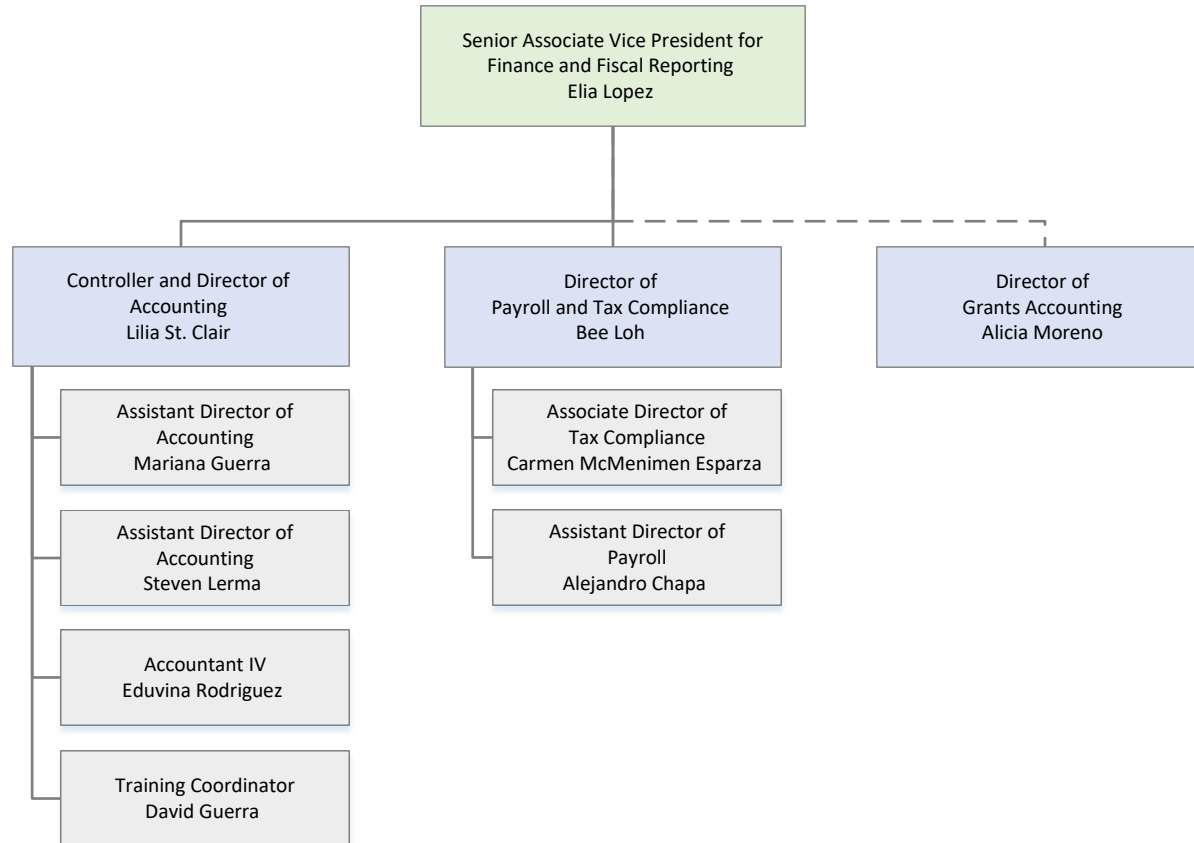 Senior Associate Vice President for
Finance and Fiscal Reporting
Elia Lopez
Controller and Director of
Accounting
Lilia St. Clair
Director of
Payroll and Tax Compliance
Bee Loh
Director of
Grants Accounting
Alicia Moreno
Assistant Director of
Accounting
Mariana Guerra
Assistant Director of
Accounting
Steven Lerma
Accountant IV
Eduvina Rodriguez
Training Coordinator
David Guerra
Associate Director of
Tax Compliance
Carmen McMenimen Esparza
Assistant Director of
Payroll
Alejandro Chapa